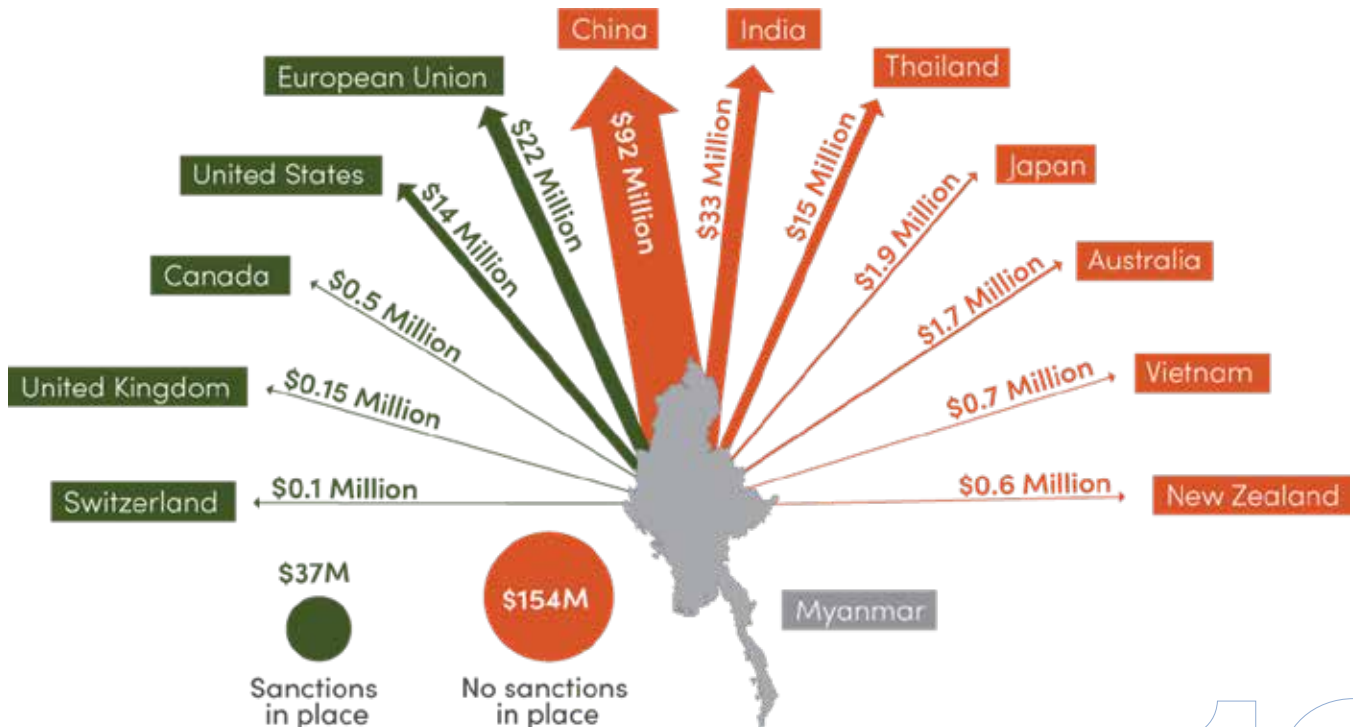 China
India
European Union
Thailand
$92 Million
$33 Million
$22 Million
$15 Million
United States
Japan
$14 Million
$1.9 Million
Canada
Australia
$0.5 Million
$1.7 Million
United Kingdom
Vietnam
$0.15 Million
$0.7 Million
Switzerland
New Zealand
$0.1 Million
$0.6 Million
$37M
$154M
Myanmar
Sanctions
in place
No sanctions
in place